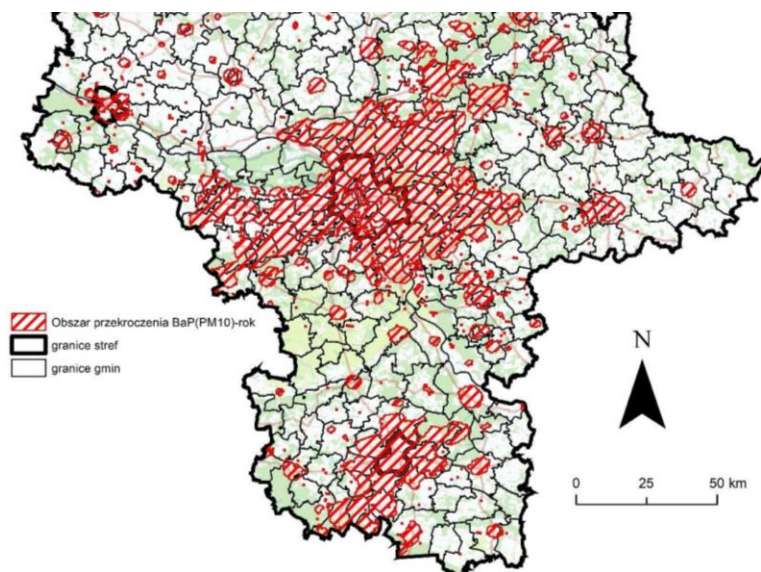 Obszar przekroczenia BaP(PM10)-rok
granice stref
granice gmin
N
0 25 50 km